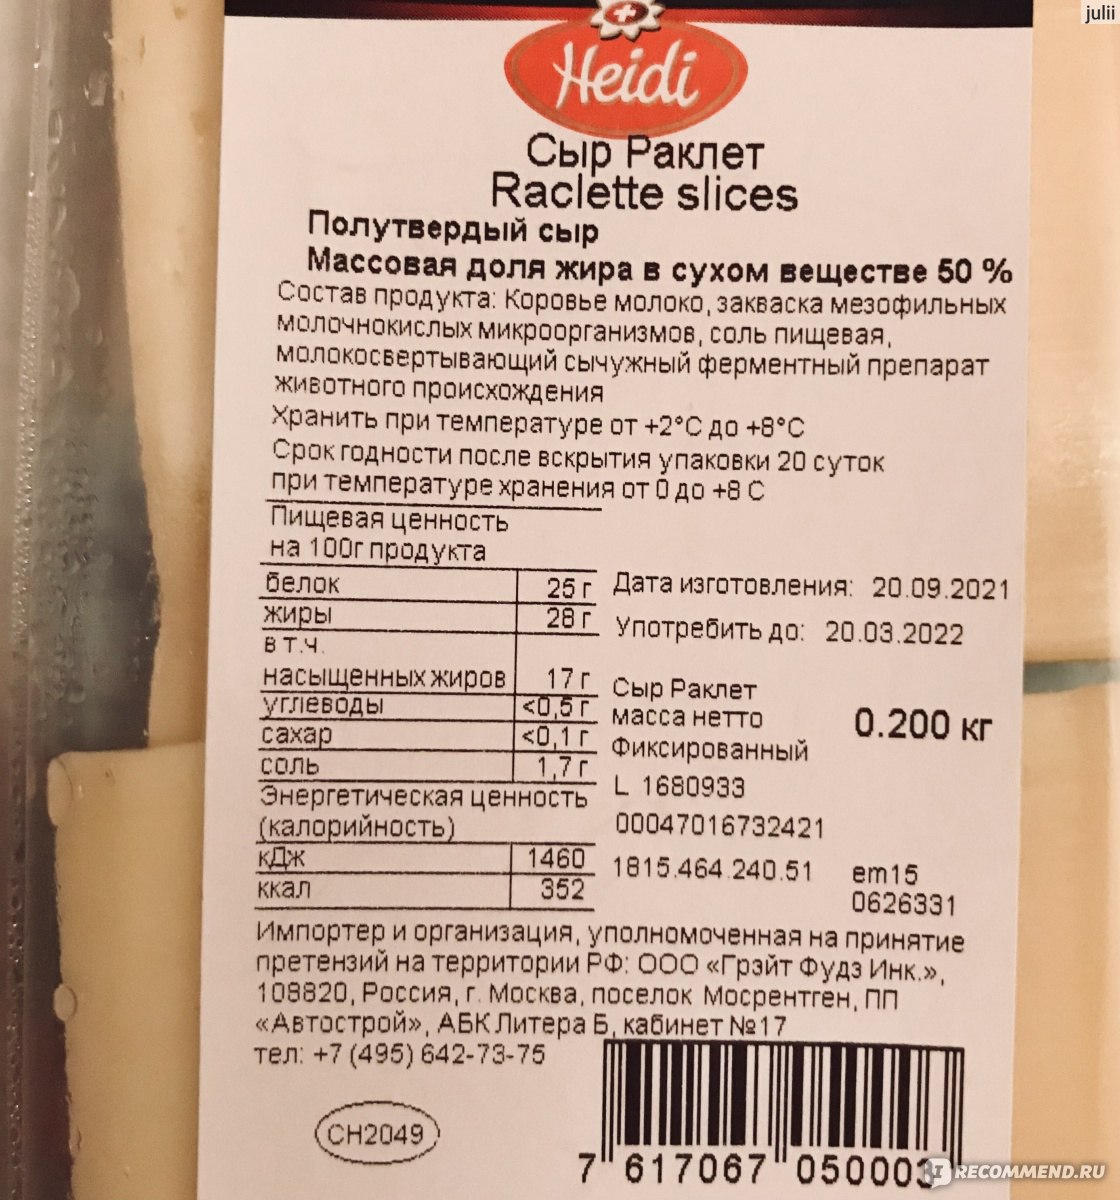 julii
Heidi
Сыр Раклет
Raclette slices
Полутвердый сыр
Массовая доля жира в сухом веществе 50 %
Состав продукта: Коровье молоко, закваска мезофильных
молочнокислых микроорганизмов, соль пищевая,
молокосвертывающий сычужный ферментный препарат
животного происхождения
Хранить при температуре от +2°С до +8°С
Срок годности после вскрытия упаковки 20 суток
при температуре хранения от 0 до +8 С
Пищевая ценность
на 100г продукта
белок 25 г
жиры 28 г
в т.ч.
насыщенных жиров 17 г
углеводы <0,5 г
сахар <0,1 г
соль 1,7 г
Энергетическая ценность
(калорийность)
кДж 1460
ккал 352
Дата изготовления: 20.09.2021
Употребить до: 20.03.2022
Сыр Раклет
масса нетто 0.200 кг
Фиксированный
L 1680933
00047016732421
1815.464.240.51 em15
0626331
Импортер и организация, уполномоченная на принятие
претензий на территории РФ: ООО «Грэйт Фудз Инк.»,
108820, Россия, г. Москва, поселок Мосрентген, ПП
«Автострой», АБК Литера Б, кабинет №17
тел: +7 (495) 642-73-75
CH2049
7 617067 050003
RECOMMEND.RU